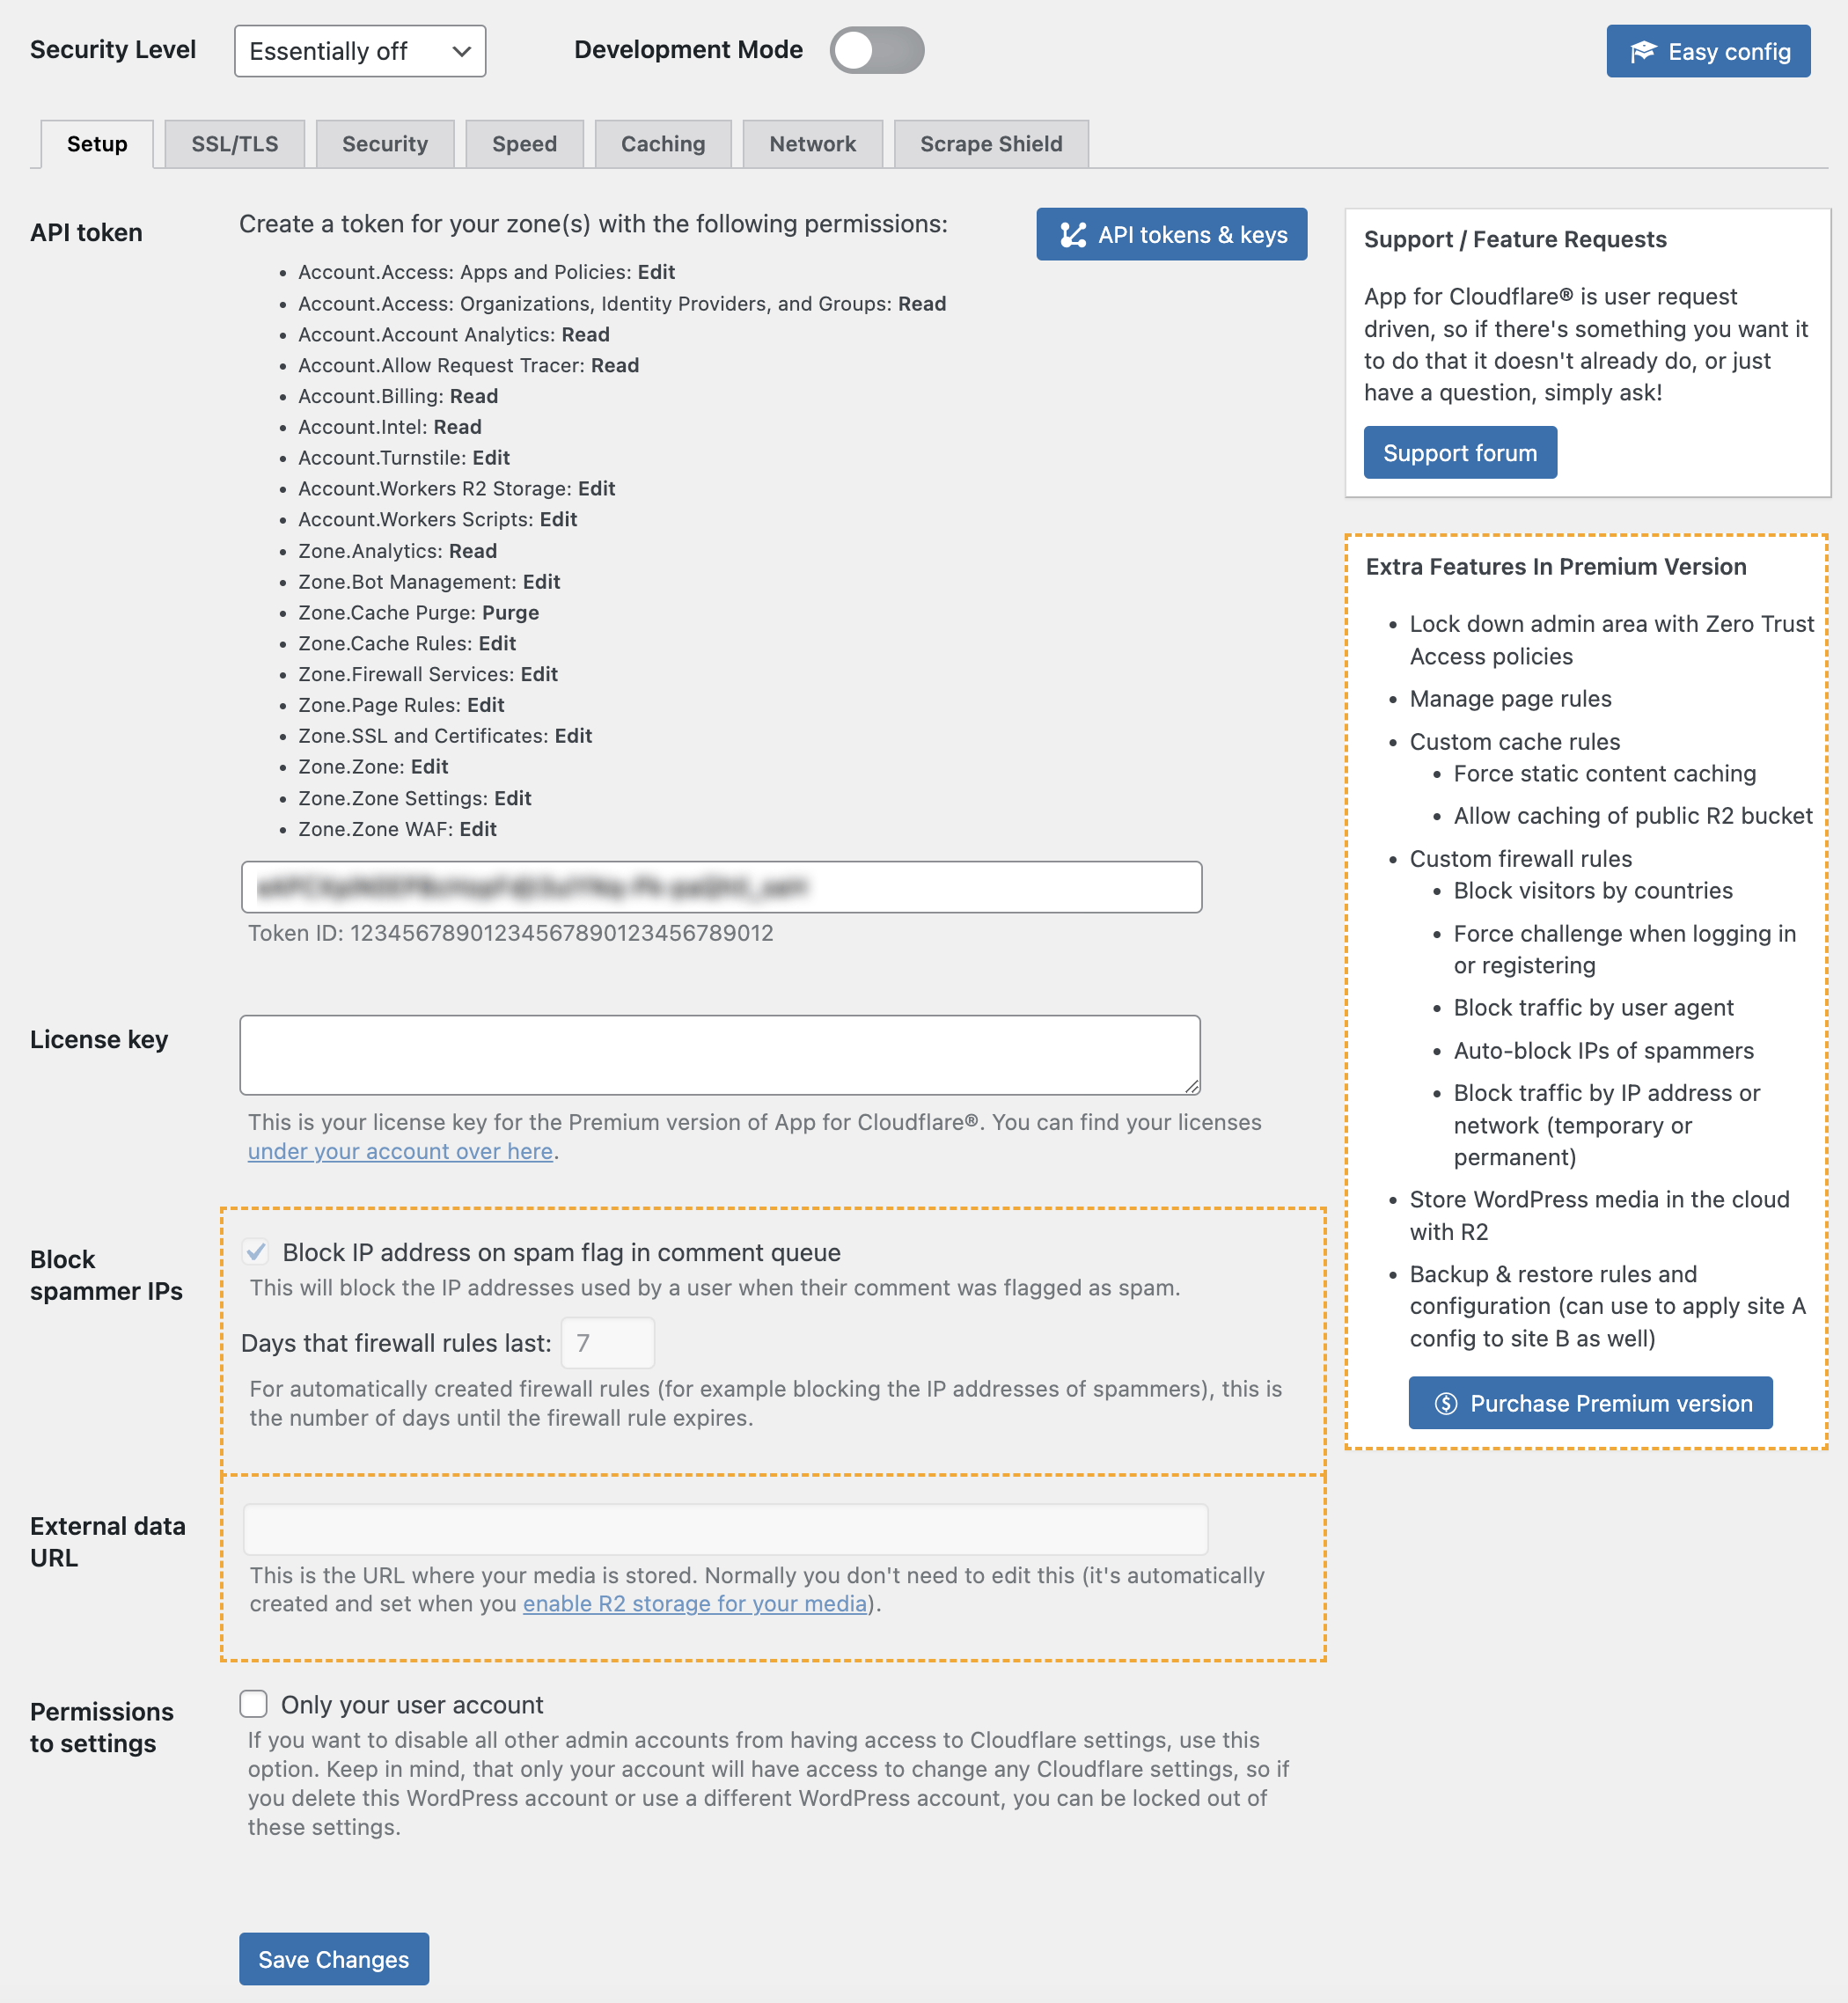 Security Level
Essentially off
Development Mode
Easy config
Setup
SSL/TLS
Security
Speed
Caching
Network
Scrape Shield
API token
Create a token for your zone(s) with the following permissions:
API tokens & keys
• Account.Access: Apps and Policies: Edit
• Account.Access: Organizations, Identity Providers, and Groups: Read
• Account.Account Analytics: Read
• Account.Allow Request Tracer: Read
• Account.Billing: Read
• Account.Intel: Read
• Account.Turnstile: Edit
• Account.Workers R2 Storage: Edit
• Account.Workers Scripts: Edit
• Zone.Analytics: Read
• Zone.Bot Management: Edit
• Zone.Cache Purge: Purge
• Zone.Cache Rules: Edit
• Zone.Firewall Services: Edit
• Zone.Page Rules: Edit
• Zone.SSL and Certificates: Edit
• Zone.Zone: Edit
• Zone.Zone Settings: Edit
• Zone.Zone WAF: Edit
Token ID: 12345678901234567890123456789012
License key
This is your license key for the Premium version of App for Cloudflare®. You can find your licenses
under your account over here.
Block
spammer IPs
Block IP address on spam flag in comment queue
This will block the IP addresses used by a user when their comment was flagged as spam.
Days that firewall rules last: 7
For automatically created firewall rules (for example blocking the IP addresses of spammers), this is
the number of days until the firewall rule expires.
External data
URL
This is the URL where your media is stored. Normally you don't need to edit this (it's automatically
created and set when you enable R2 storage for your media).
Permissions
to settings
Only your user account
If you want to disable all other admin accounts from having access to Cloudflare settings, use this
option. Keep in mind, that only your account will have access to change any Cloudflare settings, so if
you delete this WordPress account or use a different WordPress account, you can be locked out of
these settings.
Save Changes
Support / Feature Requests
App for Cloudflare® is user request
driven, so if there's something you want it
to do that it doesn't already do, or just
have a question, simply ask!
Support forum
Extra Features In Premium Version
• Lock down admin area with Zero Trust
Access policies
• Manage page rules
• Custom cache rules
• Force static content caching
• Allow caching of public R2 bucket
• Custom firewall rules
• Block visitors by countries
• Force challenge when logging in
or registering
• Block traffic by user agent
• Auto-block IPs of spammers
• Block traffic by IP address or
network (temporary or
permanent)
• Store WordPress media in the cloud
with R2
• Backup & restore rules and
configuration (can use to apply site A
config to site B as well)
Purchase Premium version